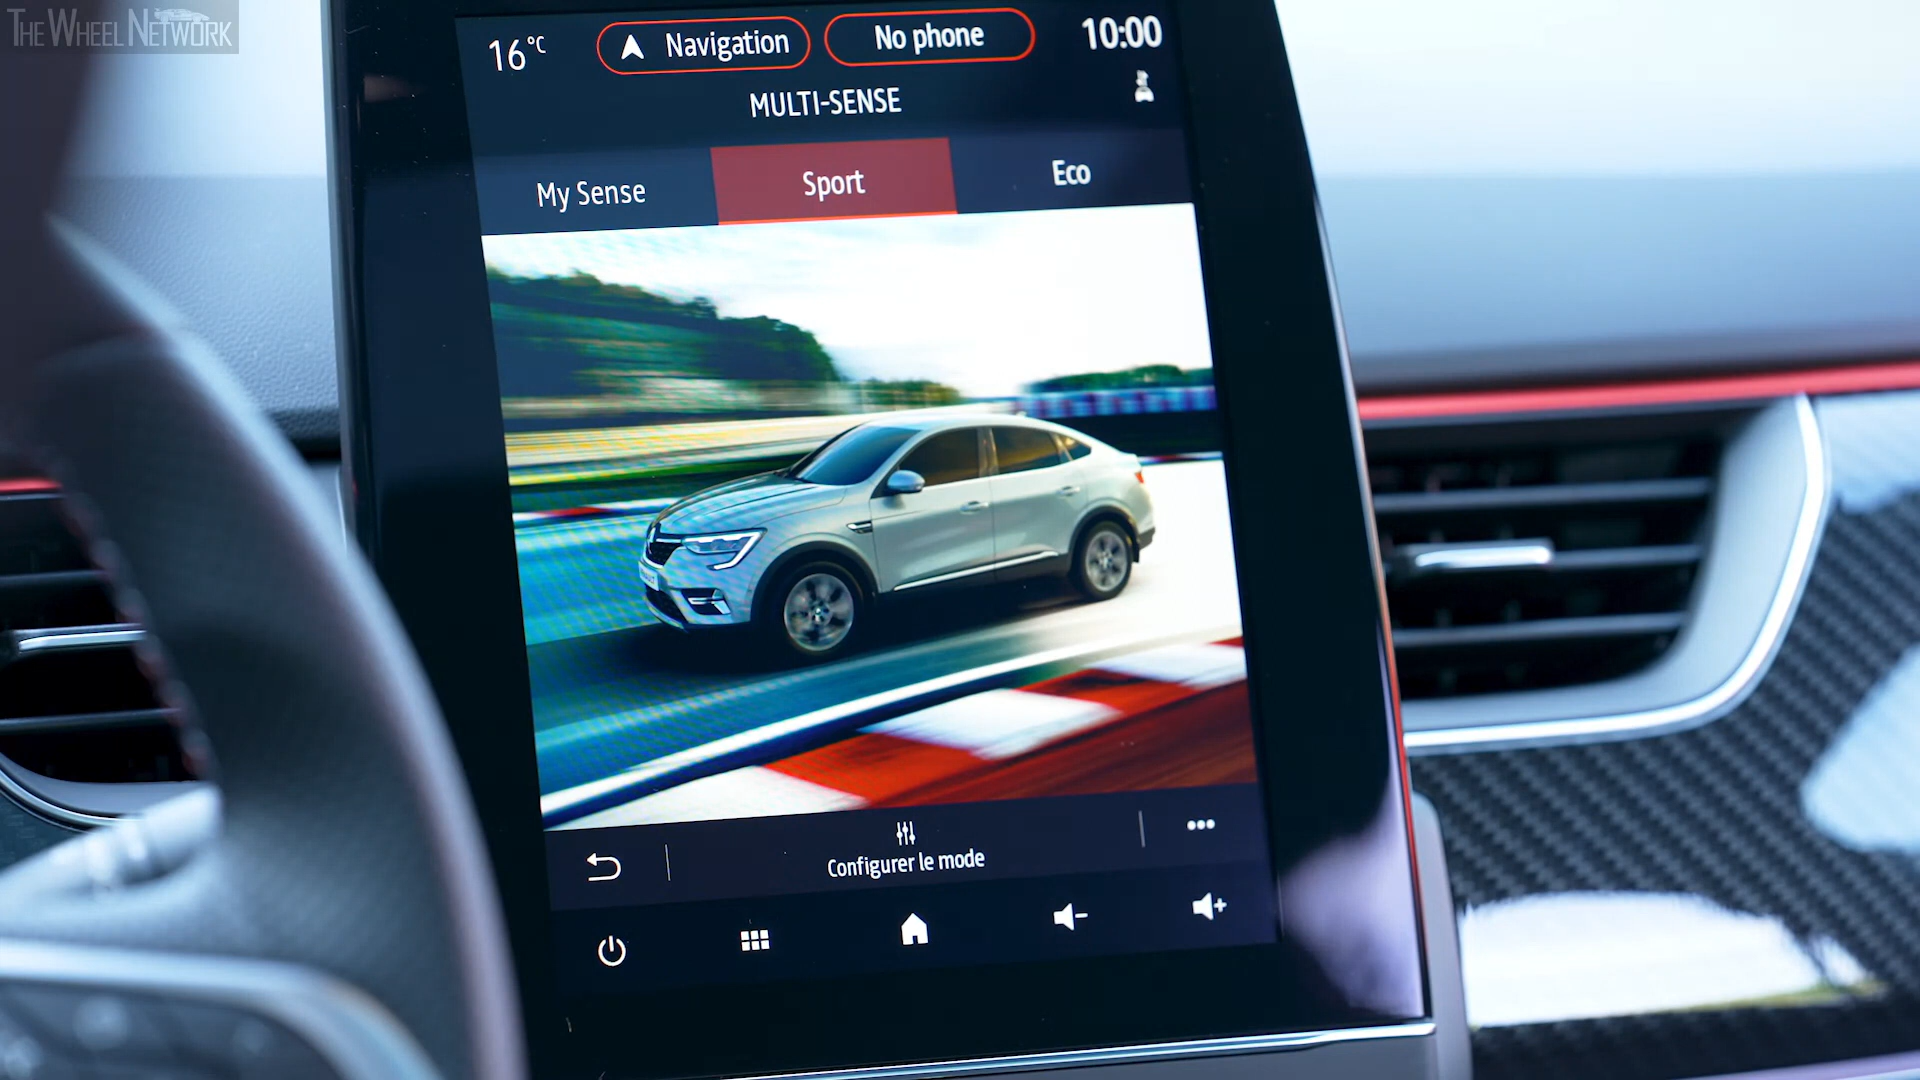 THE WHEEL NETWORK
16°C
Navigation
No phone
10:00
MULTI-SENSE
My Sense
Sport
Eco
Configurer le mode